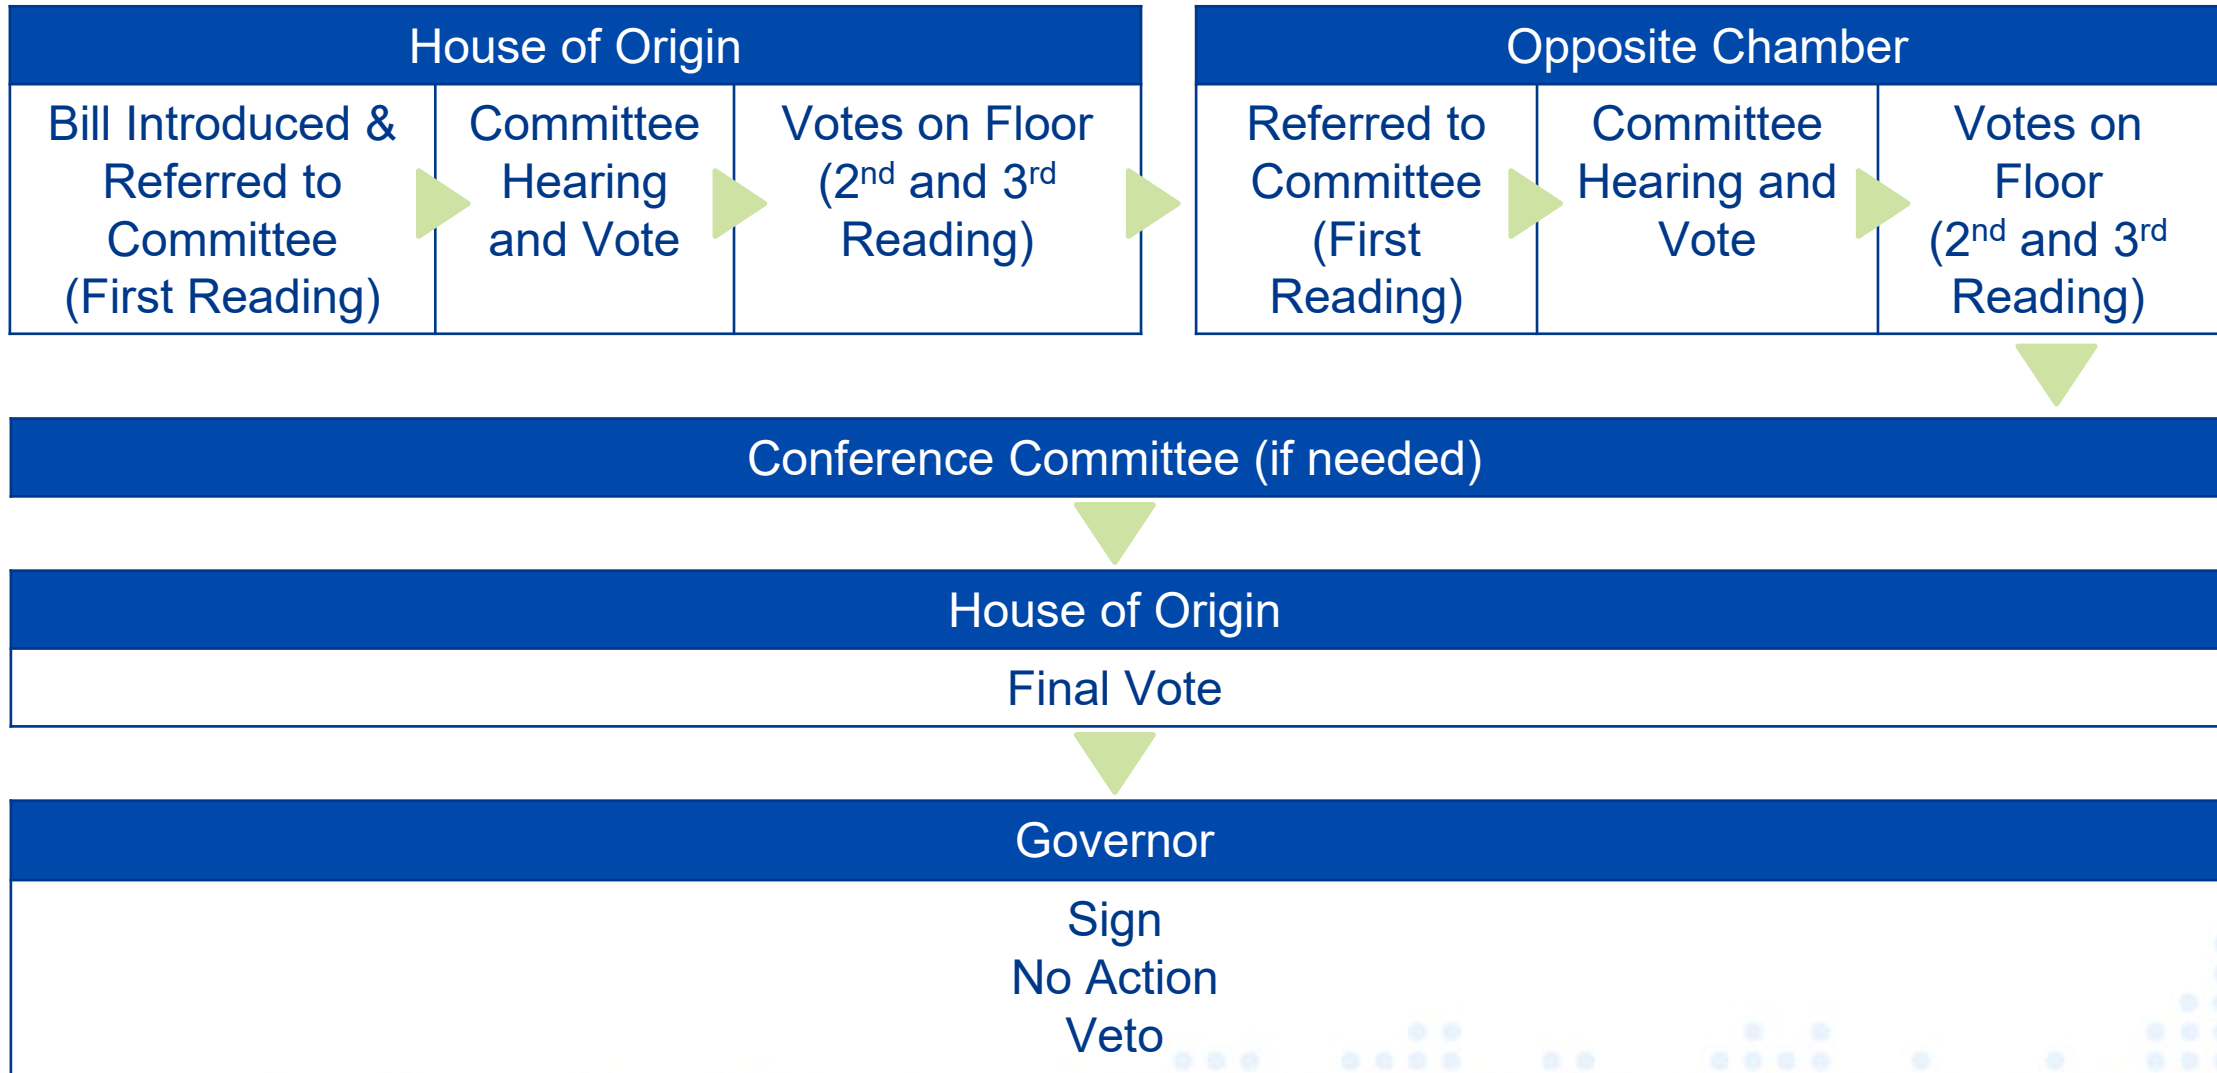 House of Origin
Bill Introduced &
Referred to
Committee
(First Reading)
Committee
Hearing
and Vote
Votes on Floor
(2nd and 3rd
Reading)
Opposite Chamber
Referred to
Committee
(First
Reading)
Committee
Hearing and
Vote
Votes on
Floor
(2nd and 3rd
Reading)
Conference Committee (if needed)
House of Origin
Final Vote
Governor
Sign
No Action
Veto